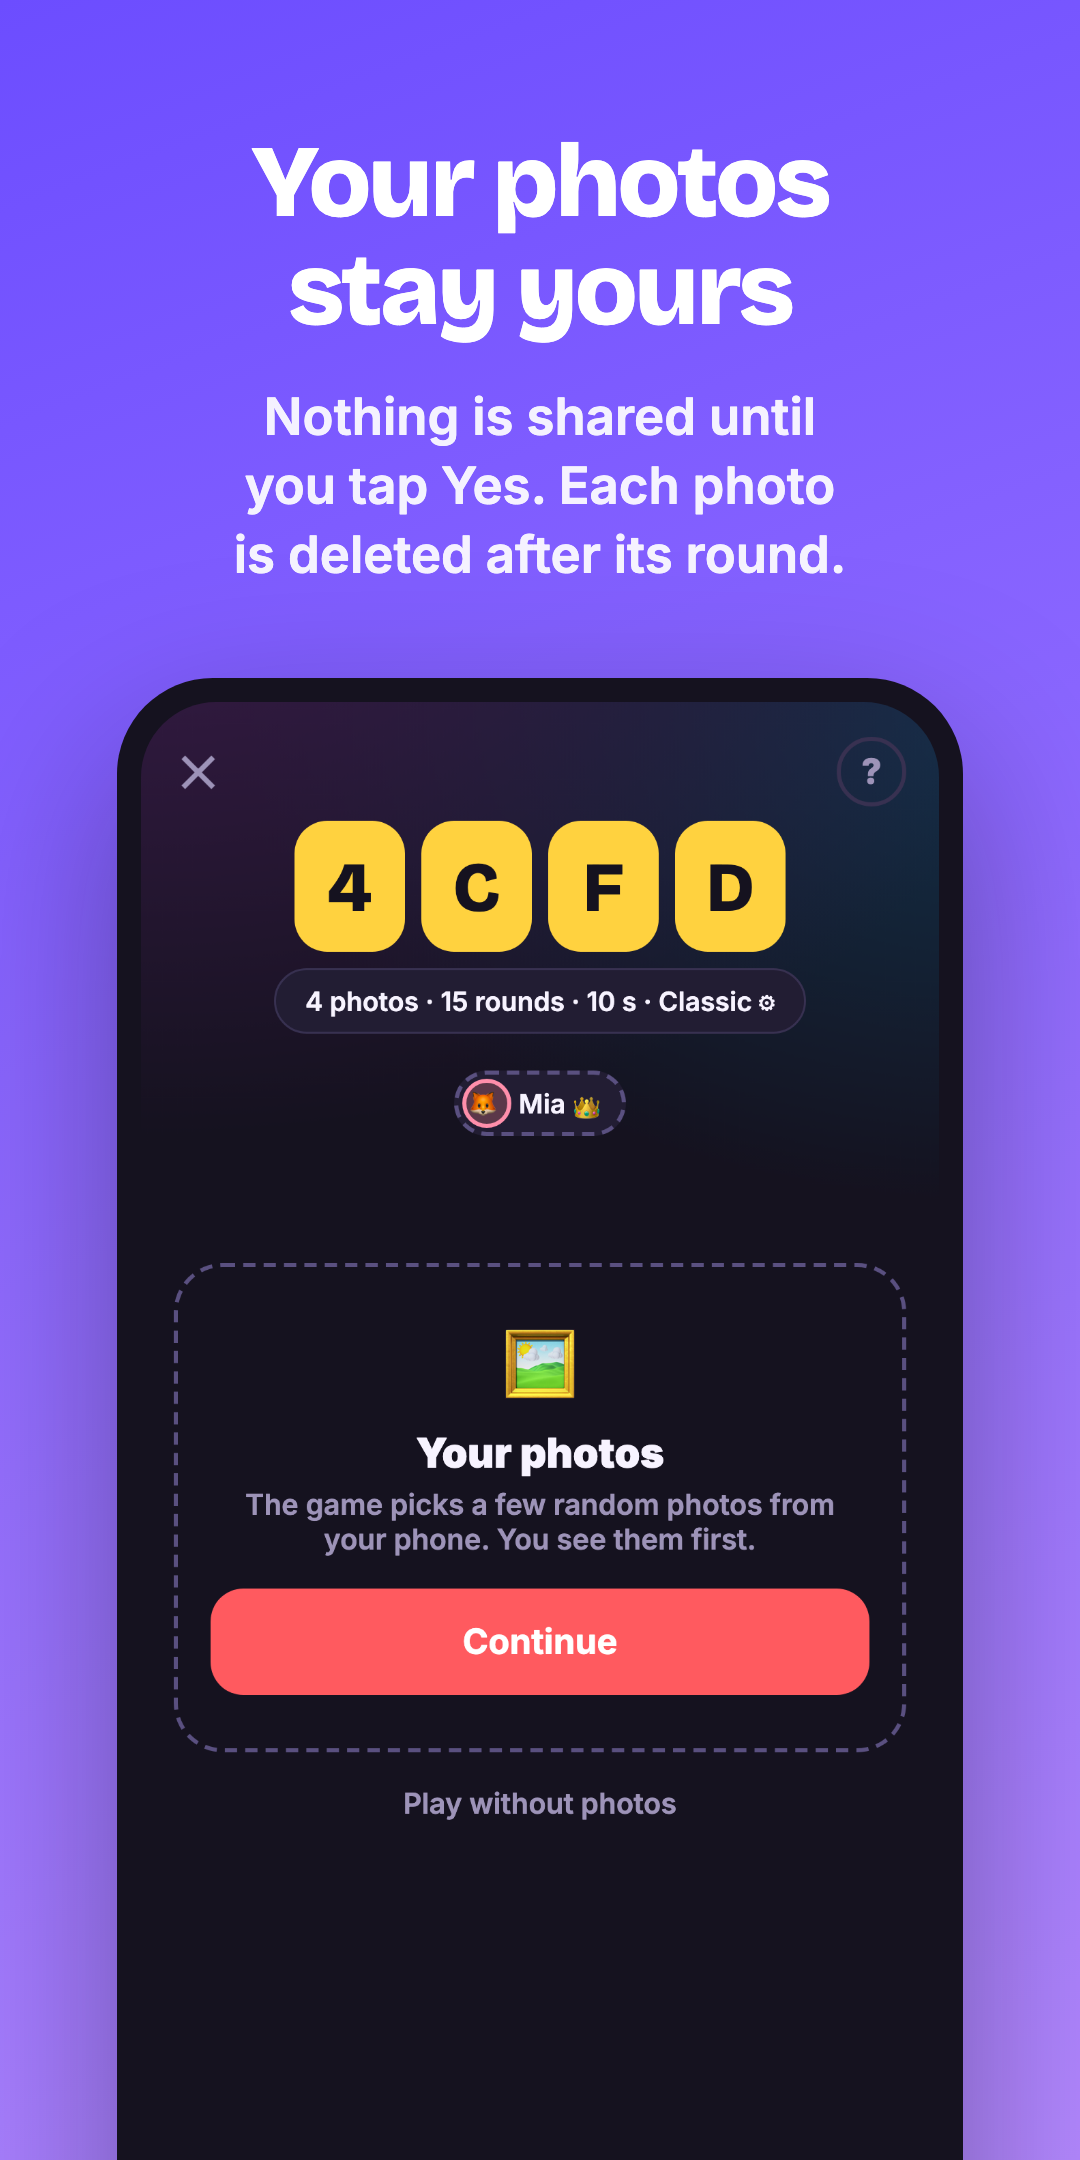 Your photos
stay yours
Nothing is shared until
you tap Yes. Each photo
is deleted after its round.
?
4 C F D
4 photos · 15 rounds · 10 s · Classic ⚙
Mia 👑
Your photos
The game picks a few random photos from
your phone. You see them first.
Continue
Play without photos